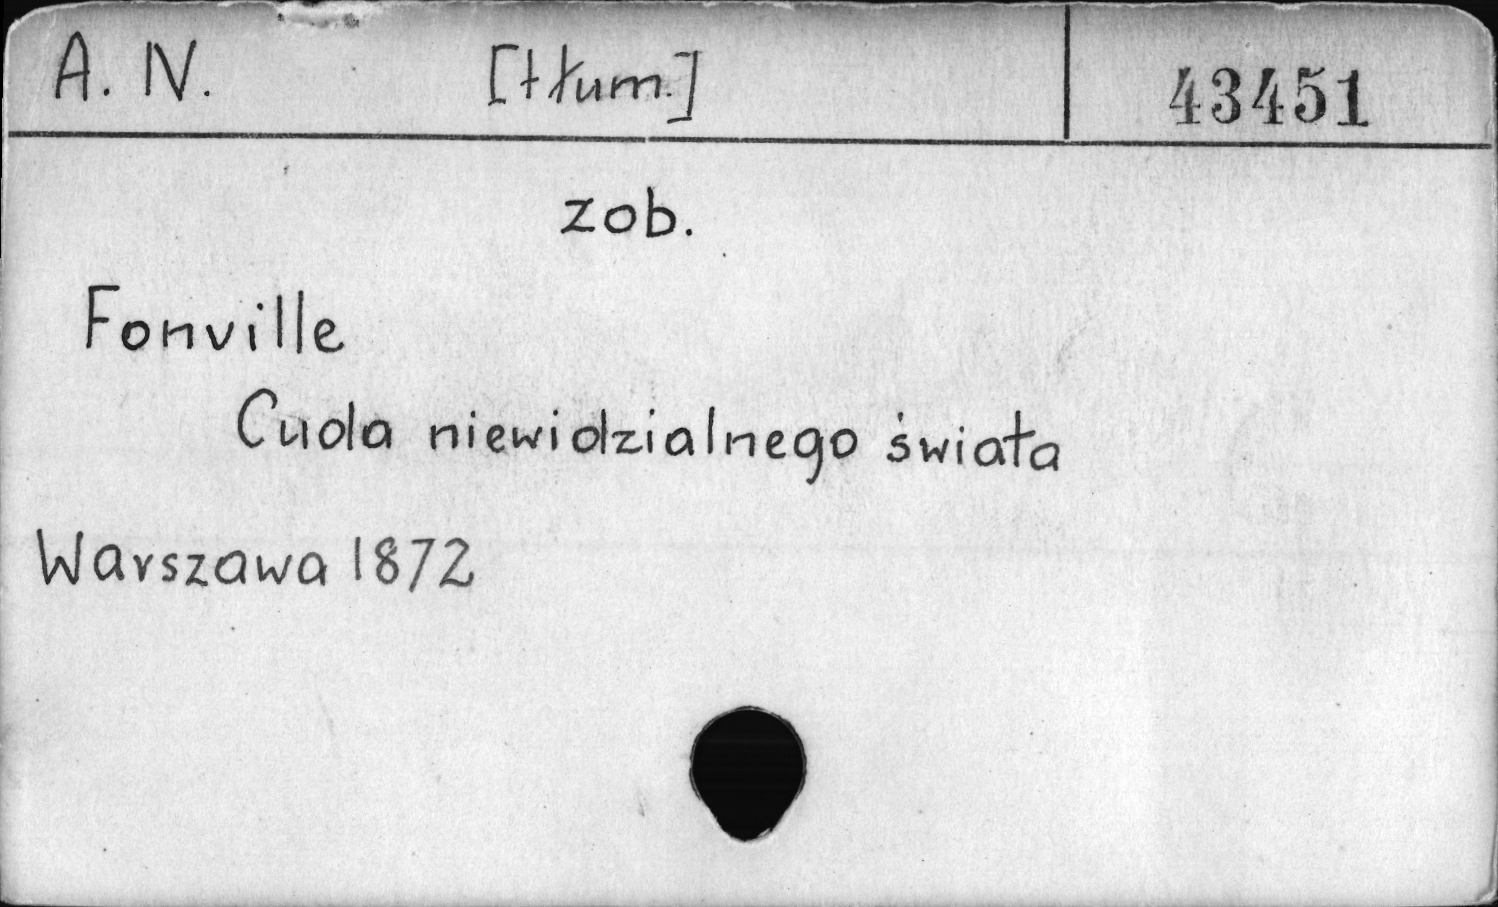 A. N. [tłum.] 43451
zob.
Fonville
Cuda niewidzialnego świata
Warszawa 1872